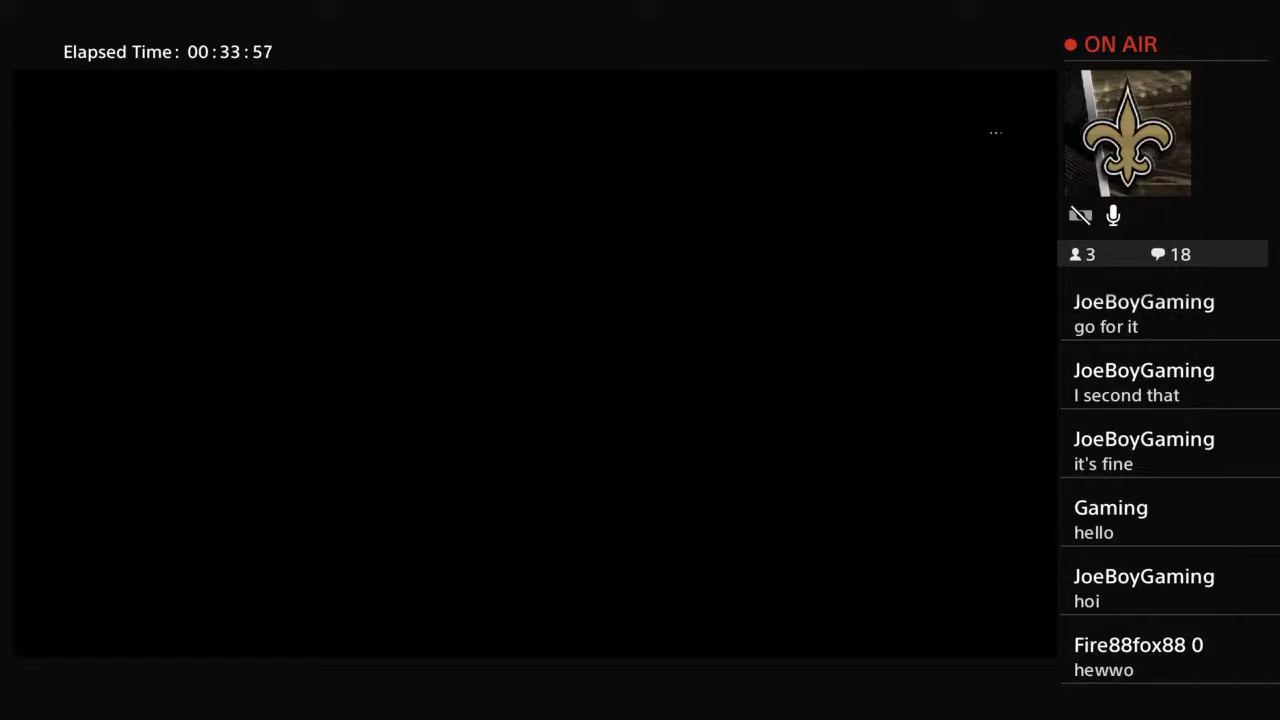 Elapsed Time: 00:33:57
...
ON AIR
3 18
JoeBoyGaming
go for it
JoeBoyGaming
I second that
JoeBoyGaming
it's fine
Gaming
hello
JoeBoyGaming
hoi
Fire88fox88 0
hewwo